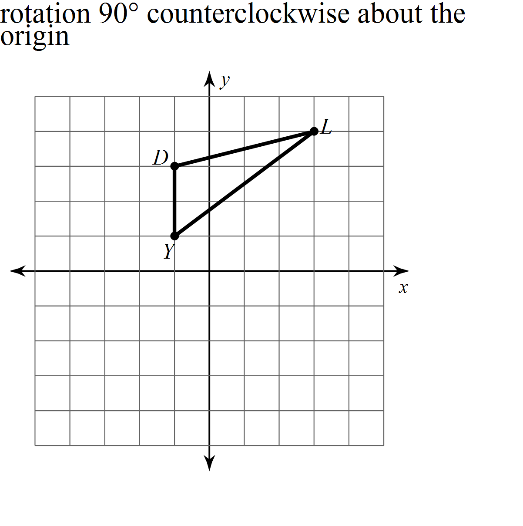 rotation 90° counterclockwise about the
origin
y
L
D
Y
x